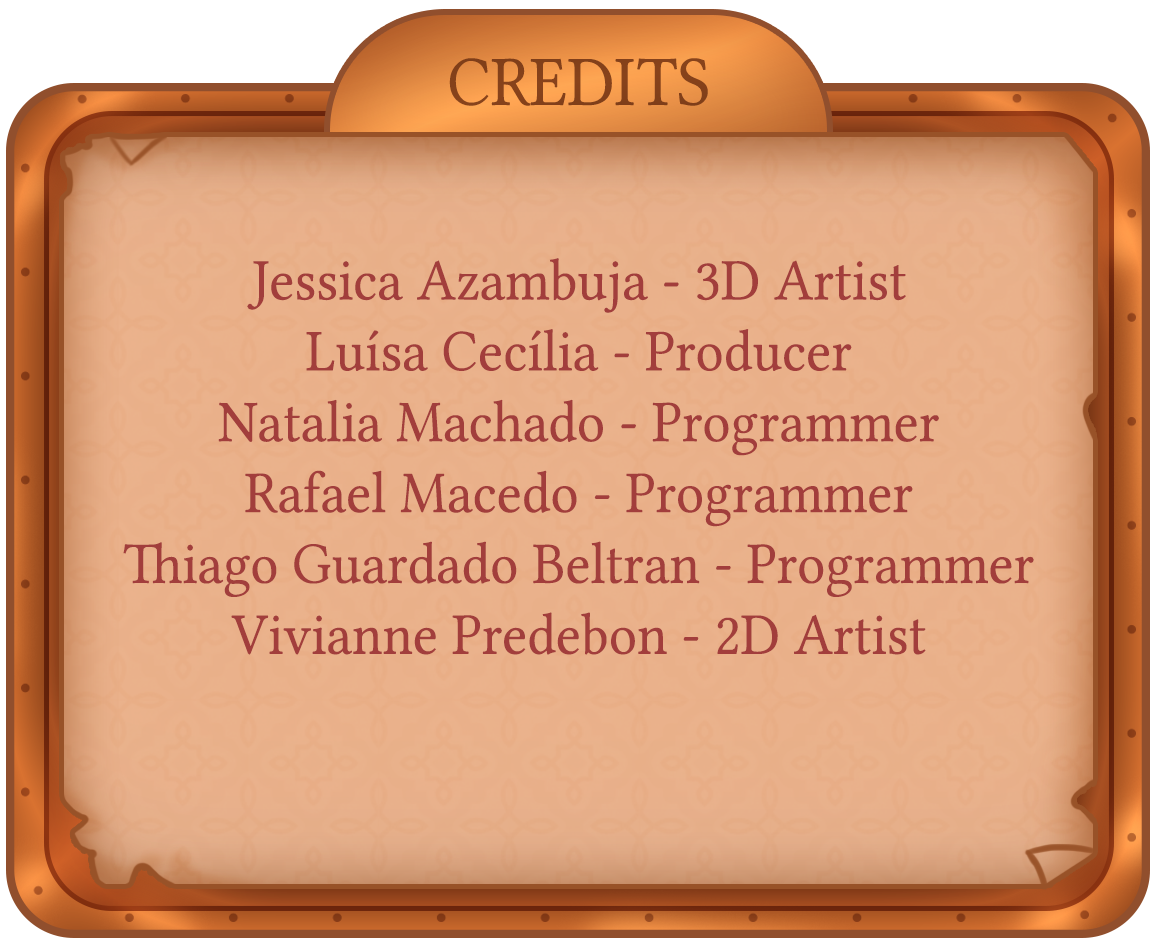 CREDITS
Jessica Azambuja - 3D Artist
Luísa Cecília - Producer
Natalia Machado - Programmer
Rafael Macedo - Programmer
Thiago Guardado Beltran - Programmer
Vivianne Predebon - 2D Artist